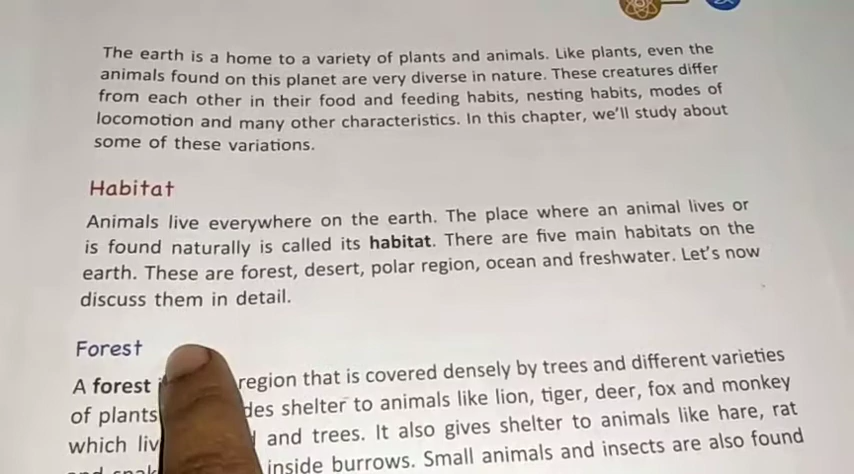 The earth is a home to a variety of plants and animals. Like plants, even the
animals found on this planet are very diverse in nature. These creatures differ
from each other in their food and feeding habits, nesting habits, modes of
locomotion and many other characteristics. In this chapter, we'll study about
some of these variations.
Habitat
Animals live everywhere on the earth. The place where an animal lives or
is found naturally is called its habitat. There are five main habitats on the
earth. These are forest, desert, polar region, ocean and freshwater. Let's now
discuss them in detail.
Forest
A forest region that is covered densely by trees and different varieties
of plants shelter to animals like lion, tiger, deer, fox and monkey
which and trees. It also gives shelter to animals like hare, rat
inside burrows. Small animals and insects are also found